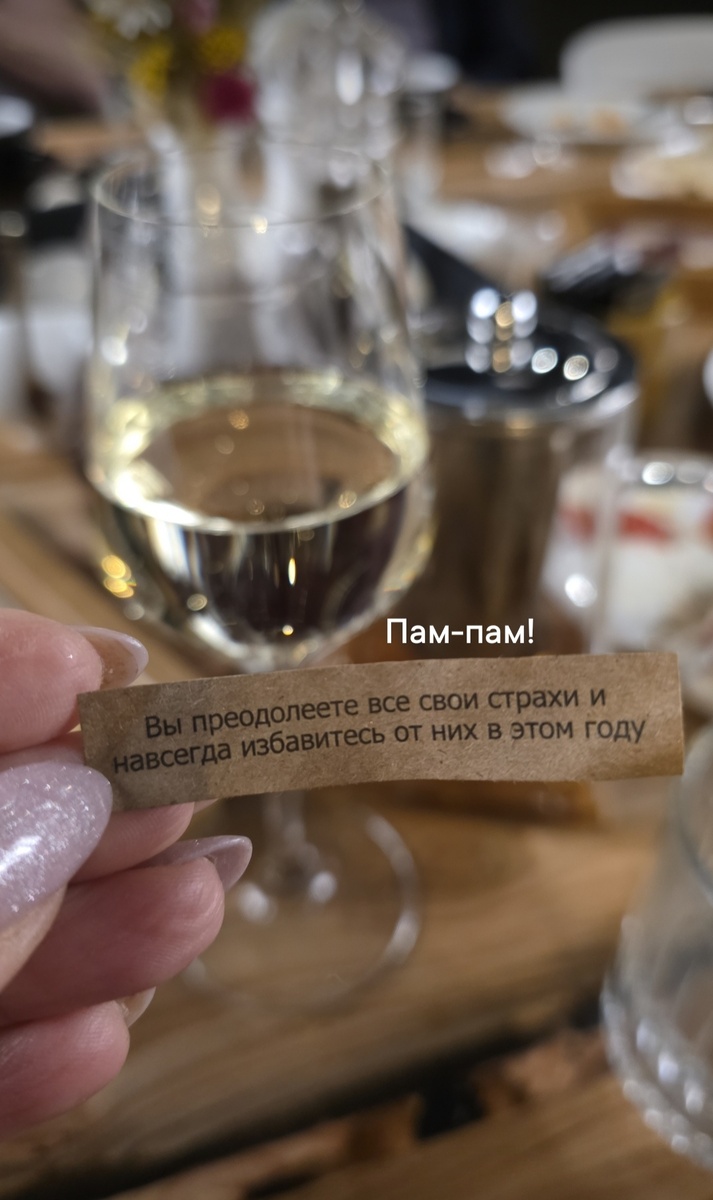 Пам-пам!
Вы преодолеете все свои страхи и
навсегда избавитесь от них в этом году